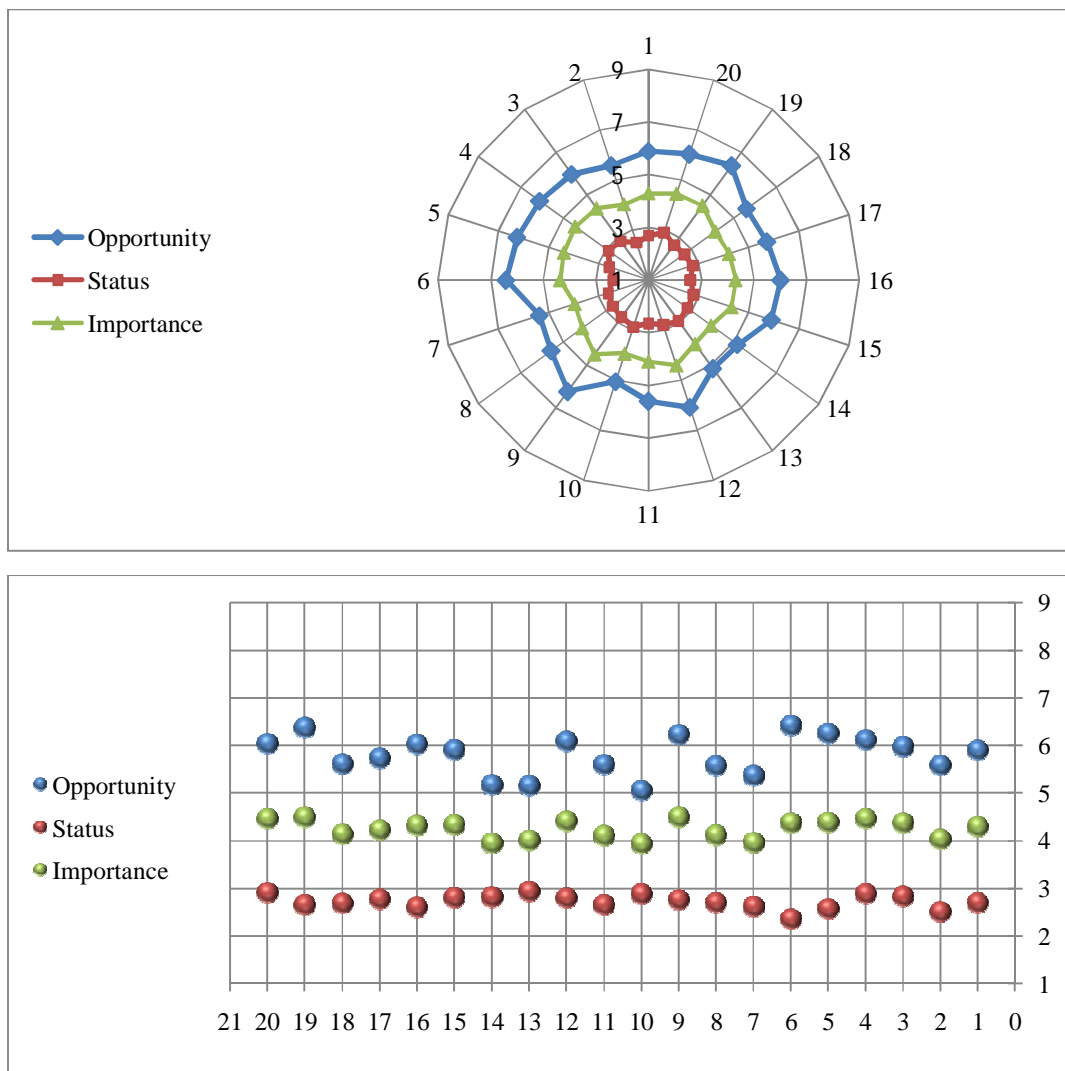 1
2 9 20
3 19
4 7 18
5 5 17
3
Opportunity
Status 6 1 16
Importance
7 15
8 14
9 13
10 12
11
9
8
7
6
Opportunity 5
Status 4
Importance 3
2
1
21 20 19 18 17 16 15 14 13 12 11 10 9 8 7 6 5 4 3 2 1 0